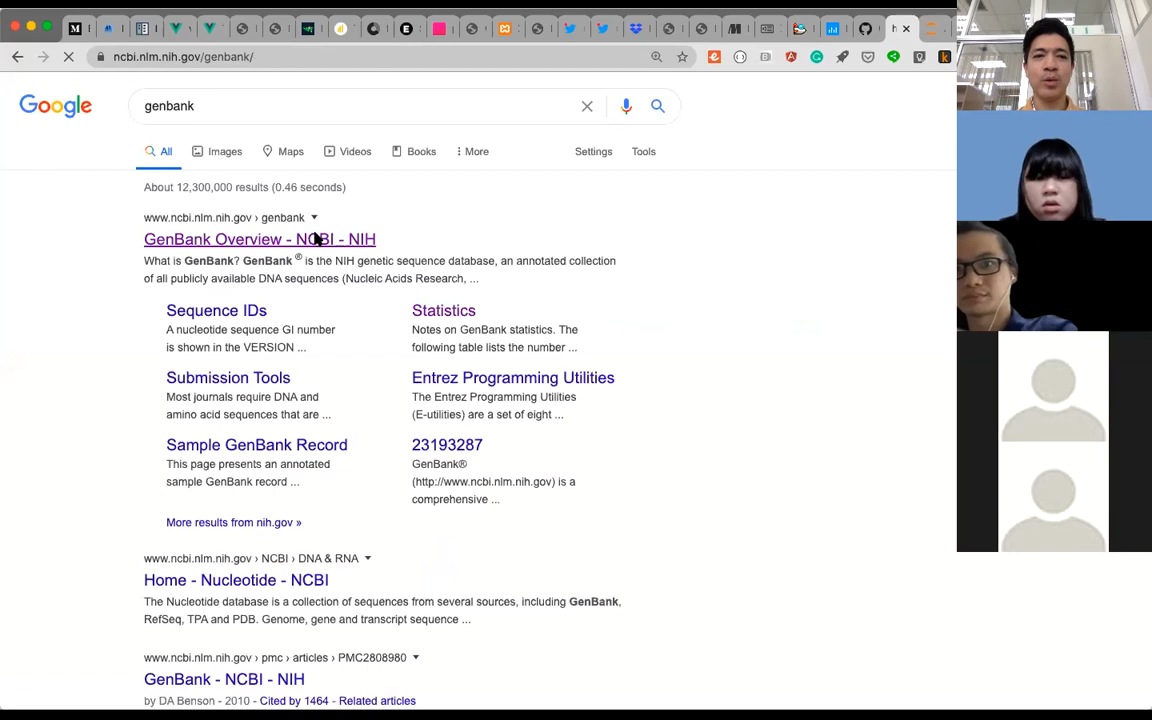 ncbi.nlm.nih.gov/genbank/
Google
genbank
All
Images
Maps
Videos
Books
More
Settings
Tools
About 12,300,000 results (0.46 seconds)
www.ncbi.nlm.nih.gov › genbank
GenBank Overview - NCBI - NIH
What is GenBank? GenBank ® is the NIH genetic sequence database, an annotated collection
of all publicly available DNA sequences (Nucleic Acids Research, ...
Sequence IDs
A nucleotide sequence GI number
is shown in the VERSION ...
Statistics
Notes on GenBank statistics. The
following table lists the number ...
Submission Tools
Most journals require DNA and
amino acid sequences that are ...
Entrez Programming Utilities
The Entrez Programming Utilities
(E-utilities) are a set of eight ...
Sample GenBank Record
This page presents an annotated
sample GenBank record ...
23193287
GenBank®
(http://www.ncbi.nlm.nih.gov) is a
comprehensive ...
More results from nih.gov »
www.ncbi.nlm.nih.gov › NCBI › DNA & RNA
Home - Nucleotide - NCBI
The Nucleotide database is a collection of sequences from several sources, including GenBank,
RefSeq, TPA and PDB. Genome, gene and transcript sequence ...
www.ncbi.nlm.nih.gov › pmc › articles › PMC2808980
GenBank - NCBI - NIH
by DA Benson - 2010 - Cited by 1464 - Related articles